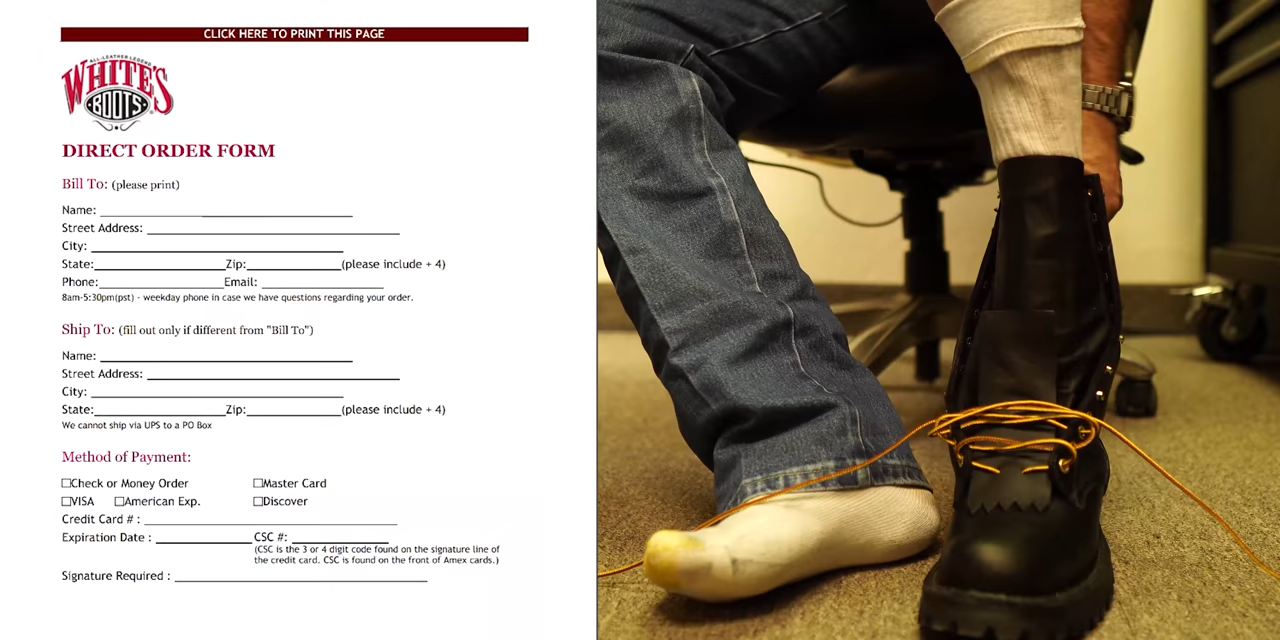 CLICK HERE TO PRINT THIS PAGE
ALL-LEATHER LEGEND
WHITE'S
BOOTS
DIRECT ORDER FORM
Bill To: (please print)
Name:
Street Address:
City:
State: Zip: (please include + 4)
Phone: Email:
8am-5:30pm(pst) - weekday phone in case we have questions regarding your order.
Ship To: (fill out only if different from "Bill To")
Name:
Street Address:
City:
State: Zip: (please include + 4)
We cannot ship via UPS to a PO Box
Method of Payment:
☐Check or Money Order ☐Master Card
☐VISA ☐American Exp. ☐Discover
Credit Card # :
Expiration Date : CSC #:
(CSC is the 3 or 4 digit code found on the signature line of
the credit card. CSC is found on the front of Amex cards.)
Signature Required :